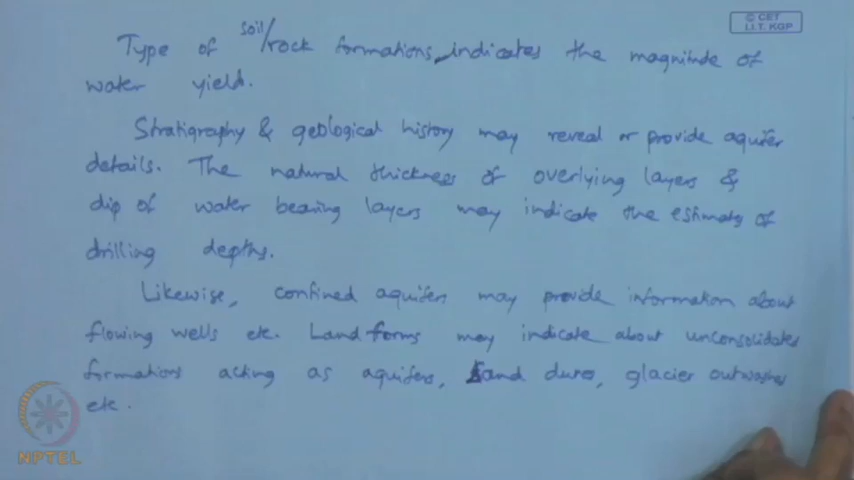 © CET
I.I.T. KGP
Type of soil/rock formations indicates the magnitude of
water yield.
Stratigraphy & geological history may reveal or provide aquifer
details. The natural thickness of overlying layers &
dip of water bearing layers may indicate the estimate of
drilling depths.
Likewise, confined aquifers may provide information about
flowing wells etc. Land forms may indicate about unconsolidated
formations acting as aquifers, Sand dune, glacier outwashes
etc.
NPTEL